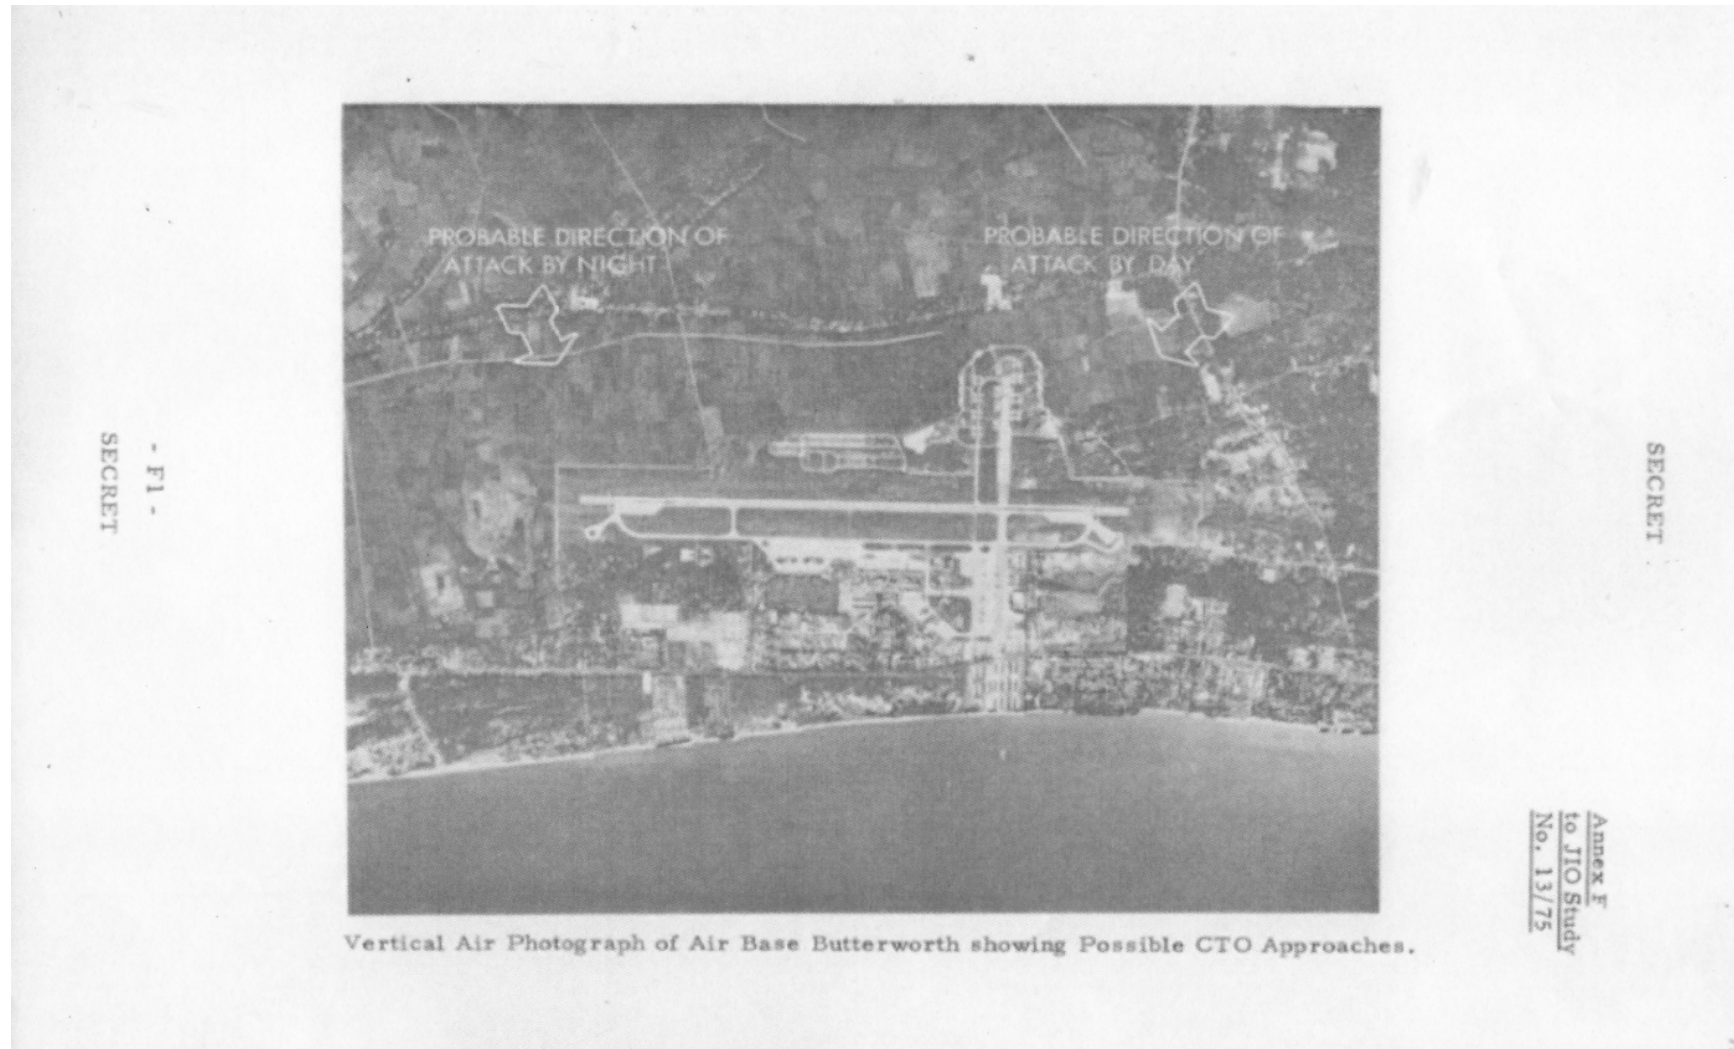 SECRET
Annex F
to JIO Study
No. 13/75
PROBABLE DIRECTION OF
ATTACK BY NIGHT
PROBABLE DIRECTION OF
ATTACK BY DAY
Vertical Air Photograph of Air Base Butterworth showing Possible CTO Approaches.
- F1 -
SECRET